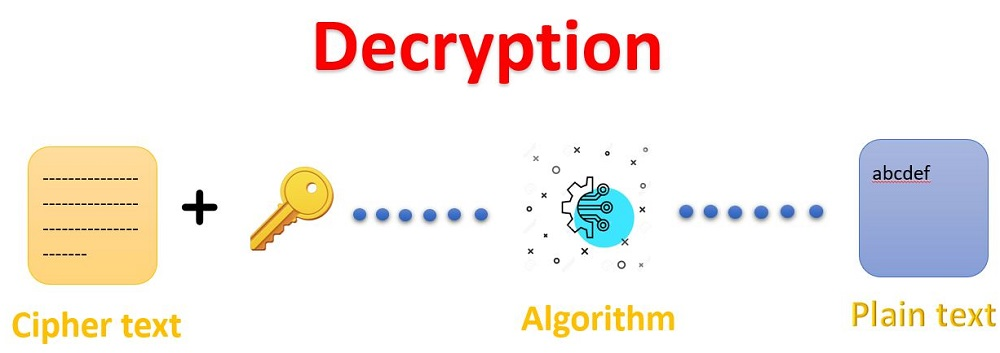 Decryption
abcdef
Cipher text
Algorithm
Plain text